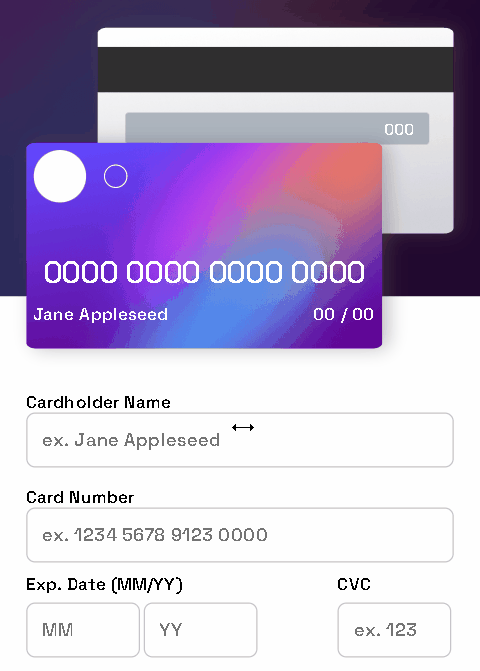 000
0000 0000 0000 0000
Jane Appleseed 00 / 00
Cardholder Name
ex. Jane Appleseed
Card Number
ex. 1234 5678 9123 0000
Exp. Date (MM/YY) CVC
MM YY ex. 123